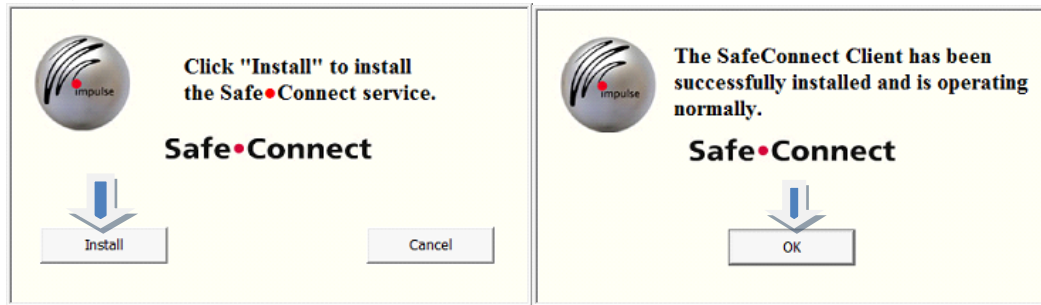 Click "Install" to install
the Safe•Connect service.
impulse
Safe•Connect
Install
Cancel
The SafeConnect Client has been
successfully installed and is operating
normally.
impulse
Safe•Connect
OK